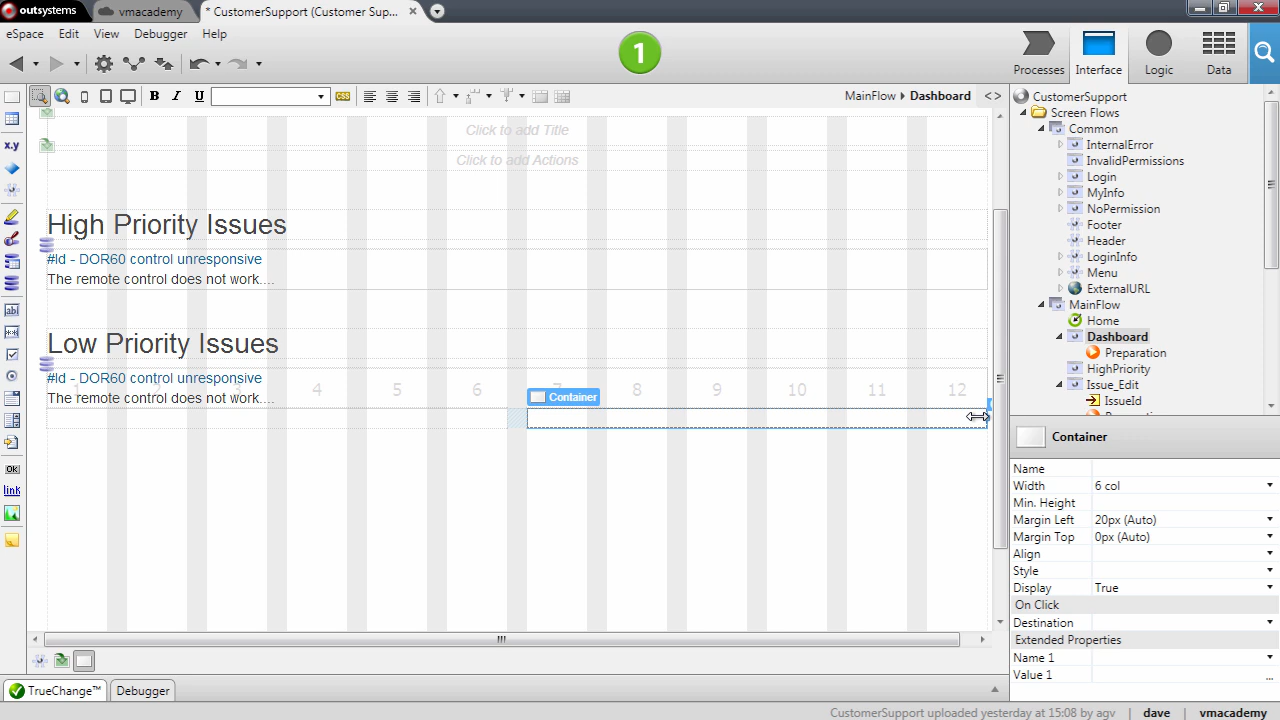 outsystems
vmacademy
* CustomerSupport (Customer Sup...
eSpace Edit View Debugger Help
1
Processes Interface Logic Data
B I U CSS
MainFlow Dashboard <>
x.y
abl
OK
link
Click to add Title
Click to add Actions
High Priority Issues
#Id - DOR60 control unresponsive
The remote control does not work....
Low Priority Issues
#Id - DOR60 control unresponsive
The remote control does not work....
4 5 6 7 8 9 10 11 12
Container
CustomerSupport
Screen Flows
Common
InternalError
InvalidPermissions
Login
MyInfo
NoPermission
Footer
Header
LoginInfo
Menu
ExternalURL
MainFlow
Home
Dashboard
Preparation
HighPriority
Issue_Edit
IssueId
Container
Name
Width 6 col
Min. Height
Margin Left 20px (Auto)
Margin Top 0px (Auto)
Align
Style
Display True
On Click
Destination
Extended Properties
Name 1
Value 1 ...
TrueChange™ Debugger
CustomerSupport uploaded yesterday at 15:08 by agv dave vmacademy